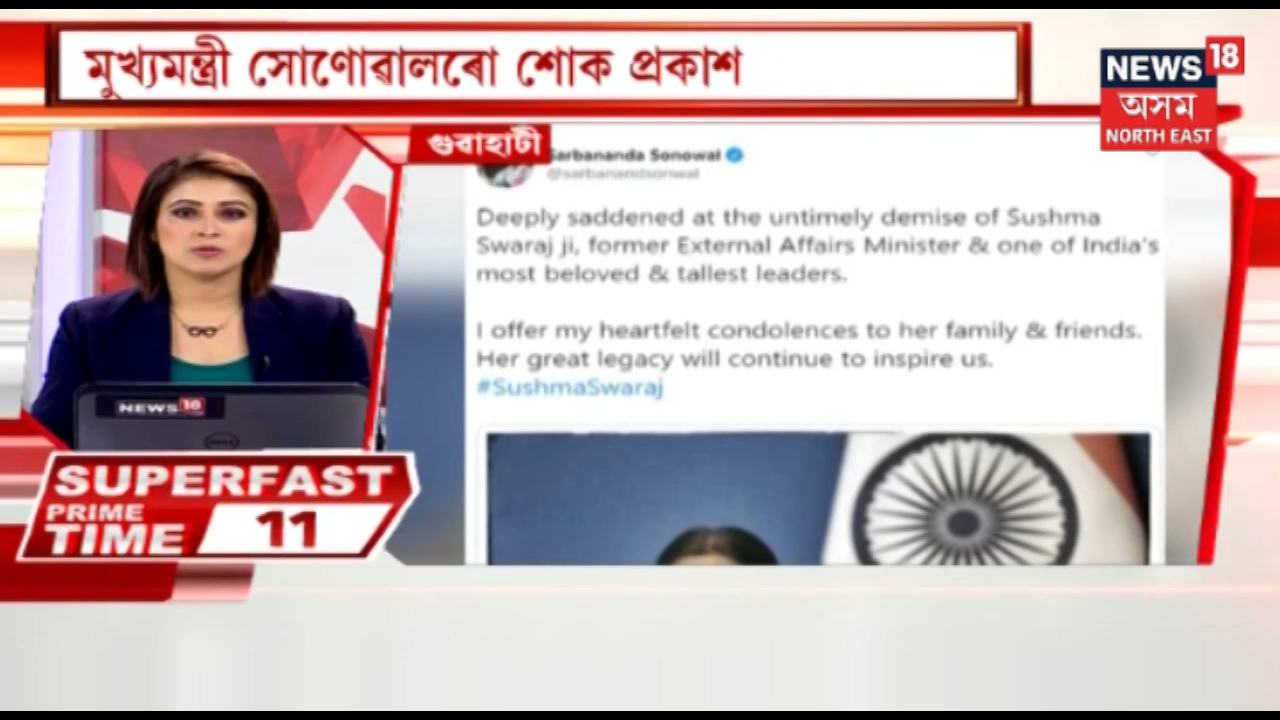 মুখ্যমন্ত্ৰী সোণোৱালৰো শোক প্ৰকাশ
NEWS 18
অসম
NORTH EAST
গুৱাহাটী
Sarbananda Sonowal
@sarbanandsonwal
Deeply saddened at the untimely demise of Sushma
Swaraj ji, former External Affairs Minister & one of India's
most beloved & tallest leaders.
I offer my heartfelt condolences to her family & friends.
Her great legacy will continue to inspire us.
#SushmaSwaraj
NEWS 18
DELL
SUPERFAST
PRIME
TIME 11